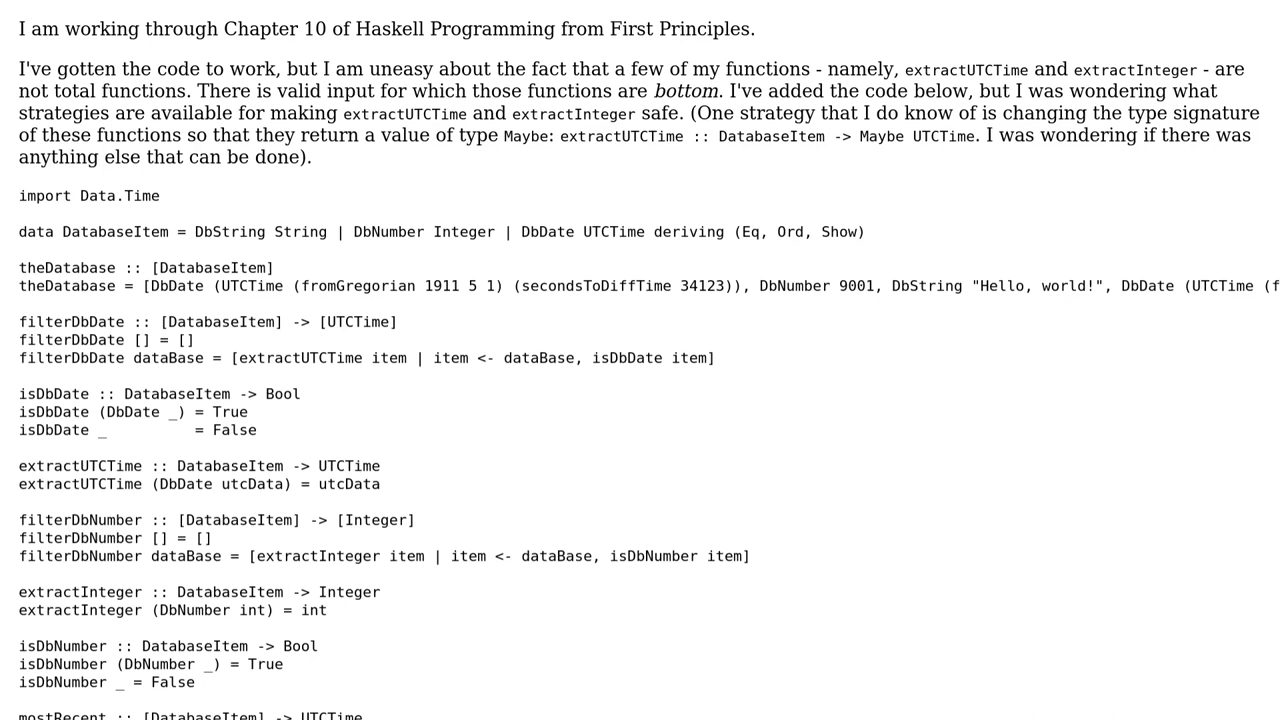 I am working through Chapter 10 of Haskell Programming from First Principles.
I've gotten the code to work, but I am uneasy about the fact that a few of my functions - namely, extractUTCTime and extractInteger - are
not total functions. There is valid input for which those functions are bottom. I've added the code below, but I was wondering what
strategies are available for making extractUTCTime and extractInteger safe. (One strategy that I do know of is changing the type signature
of these functions so that they return a value of type Maybe: extractUTCTime :: DatabaseItem -> Maybe UTCTime. I was wondering if there was
anything else that can be done).
import Data.Time
data DatabaseItem = DbString String | DbNumber Integer | DbDate UTCTime deriving (Eq, Ord, Show)
theDatabase :: [DatabaseItem]
theDatabase = [DbDate (UTCTime (fromGregorian 1911 5 1) (secondsToDiffTime 34123)), DbNumber 9001, DbString "Hello, world!", DbDate (UTCTime (f
filterDbDate :: [DatabaseItem] -> [UTCTime]
filterDbDate [] = []
filterDbDate dataBase = [extractUTCTime item | item <- dataBase, isDbDate item]
isDbDate :: DatabaseItem -> Bool
isDbDate (DbDate _) = True
isDbDate _          = False
extractUTCTime :: DatabaseItem -> UTCTime
extractUTCTime (DbDate utcData) = utcData
filterDbNumber :: [DatabaseItem] -> [Integer]
filterDbNumber [] = []
filterDbNumber dataBase = [extractInteger item | item <- dataBase, isDbNumber item]
extractInteger :: DatabaseItem -> Integer
extractInteger (DbNumber int) = int
isDbNumber :: DatabaseItem -> Bool
isDbNumber (DbNumber _) = True
isDbNumber _ = False
mostRecent :: [DatabaseItem] -> UTCTime